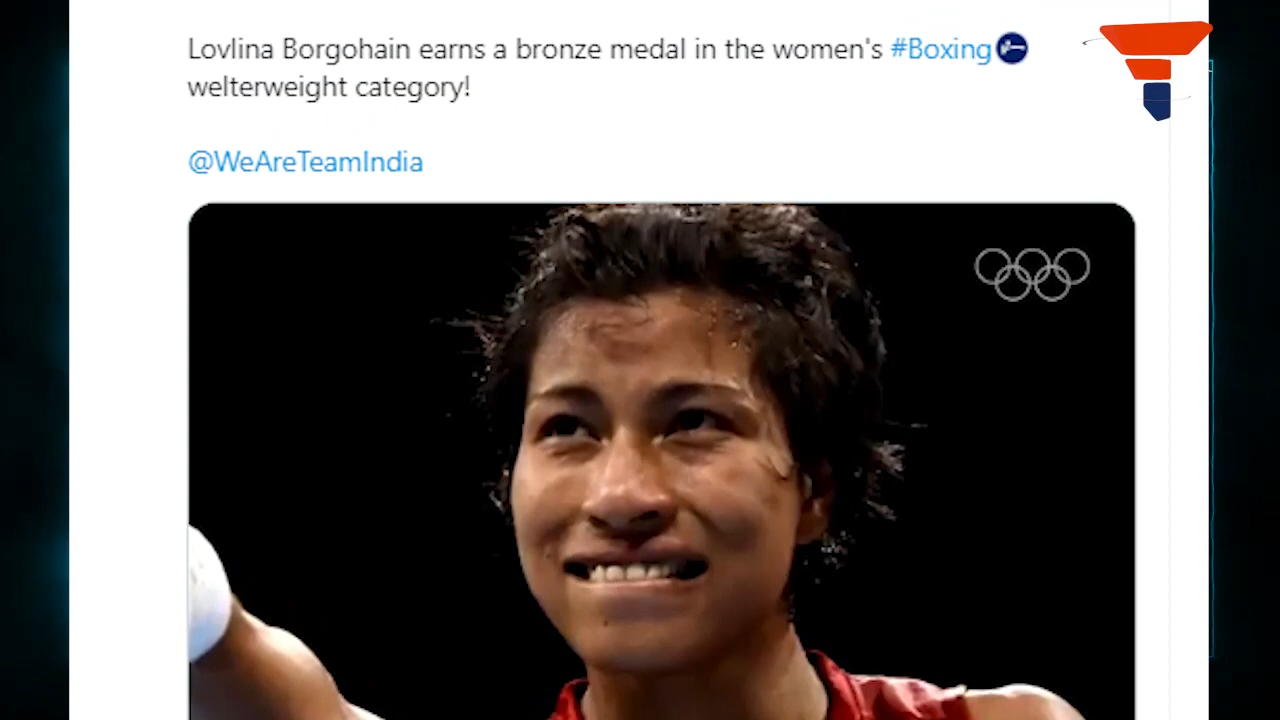 Lovlina Borgohain earns a bronze medal in the women's #Boxing
welterweight category!
@WeAreTeamIndia